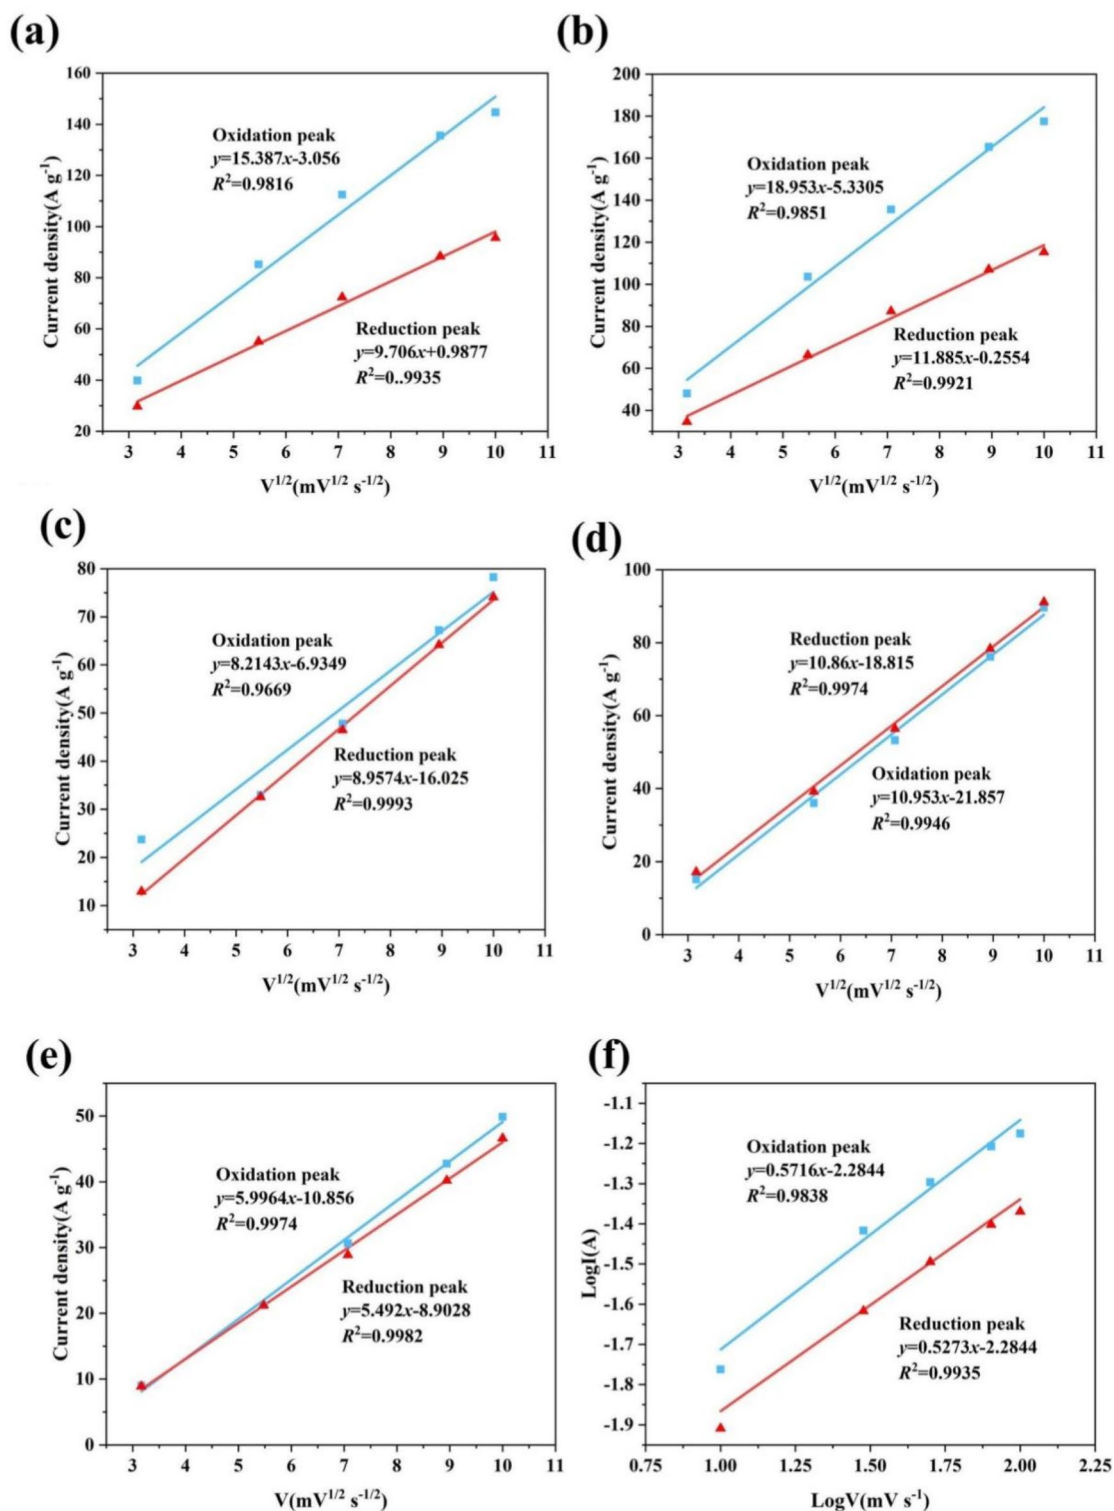 (a)
160
140
120
100
80
60
40
20
Current density(A g⁻¹)
Oxidation peak
y=15.387x-3.056
R²=0.9816
Reduction peak
y=9.706x+0.9877
R²=0..9935
3 4 5 6 7 8 9 10 11
V¹/²(mV¹/² s⁻¹/²)
(b)
200
180
160
140
120
100
80
60
40
Current density(A g⁻¹)
Oxidation peak
y=18.953x-5.3305
R²=0.9851
Reduction peak
y=11.885x-0.2554
R²=0.9921
3 4 5 6 7 8 9 10 11
V¹/²(mV¹/² s⁻¹/²)
(c)
80
70
60
50
40
30
20
10
Current density(A g⁻¹)
Oxidation peak
y=8.2143x-6.9349
R²=0.9669
Reduction peak
y=8.9574x-16.025
R²=0.9993
3 4 5 6 7 8 9 10 11
V¹/²(mV¹/² s⁻¹/²)
(d)
100
80
60
40
20
0
Current density(A g⁻¹)
Reduction peak
y=10.86x-18.815
R²=0.9974
Oxidation peak
y=10.953x-21.857
R²=0.9946
3 4 5 6 7 8 9 10 11
V¹/²(mV¹/² s⁻¹/²)
(e)
50
40
30
20
10
0
Current density(A g⁻¹)
Oxidation peak
y=5.9964x-10.856
R²=0.9974
Reduction peak
y=5.492x-8.9028
R²=0.9982
3 4 5 6 7 8 9 10 11
V(mV¹/² s⁻¹/²)
(f)
-1.1
-1.2
-1.3
-1.4
-1.5
-1.6
-1.7
-1.8
-1.9
LogI(A)
Oxidation peak
y=0.5716x-2.2844
R²=0.9838
Reduction peak
y=0.5273x-2.2844
R²=0.9935
0.75 1.00 1.25 1.50 1.75 2.00 2.25
LogV(mV s⁻¹)